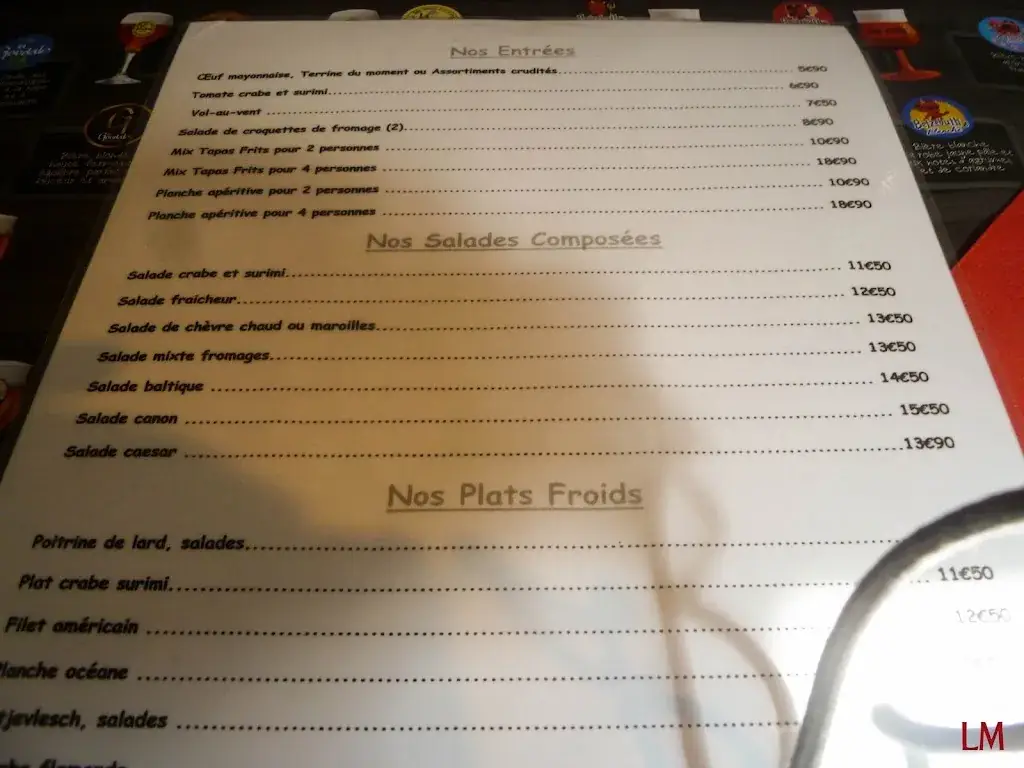 Nos Entrées
Œuf mayonnaise, Terrine du moment ou Assortiments crudités 5€90
Tomate crabe et surimi 6€90
Vol-au-vent 7€50
Salade de croquettes de fromage (2) 8€90
Mix Tapas Frits pour 2 personnes 10€90
Mix Tapas Frits pour 4 personnes 18€90
Planche apéritive pour 2 personnes 10€90
Planche apéritive pour 4 personnes 18€90
Nos Salades Composées
Salade crabe et surimi 11€50
Salade fraicheur 12€50
Salade de chèvre chaud ou maroilles 13€50
Salade mixte fromages 13€50
Salade baltique 14€50
Salade canon 15€50
Salade caesar 13€90
Nos Plats Froids
Poitrine de lard, salades
Plat crabe surimi 11€50
Filet américain 12€50
Planche océane
tjevlesch, salades
Bière blanche
LM